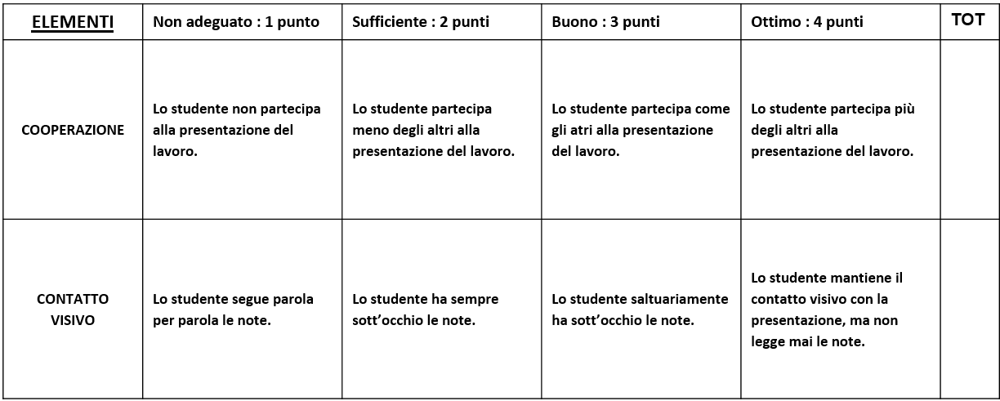 ELEMENTI
Non adeguato : 1 punto
Sufficiente : 2 punti
Buono : 3 punti
Ottimo : 4 punti
TOT
COOPERAZIONE
Lo studente non partecipa
alla presentazione del
lavoro.
Lo studente partecipa
meno degli altri alla
presentazione del lavoro.
Lo studente partecipa come
gli atri alla presentazione
del lavoro.
Lo studente partecipa più
degli altri alla
presentazione del lavoro.
CONTATTO
VISIVO
Lo studente segue parola
per parola le note.
Lo studente ha sempre
sott’occhio le note.
Lo studente saltuariamente
ha sott’occhio le note.
Lo studente mantiene il
contatto visivo con la
presentazione, ma non
legge mai le note.